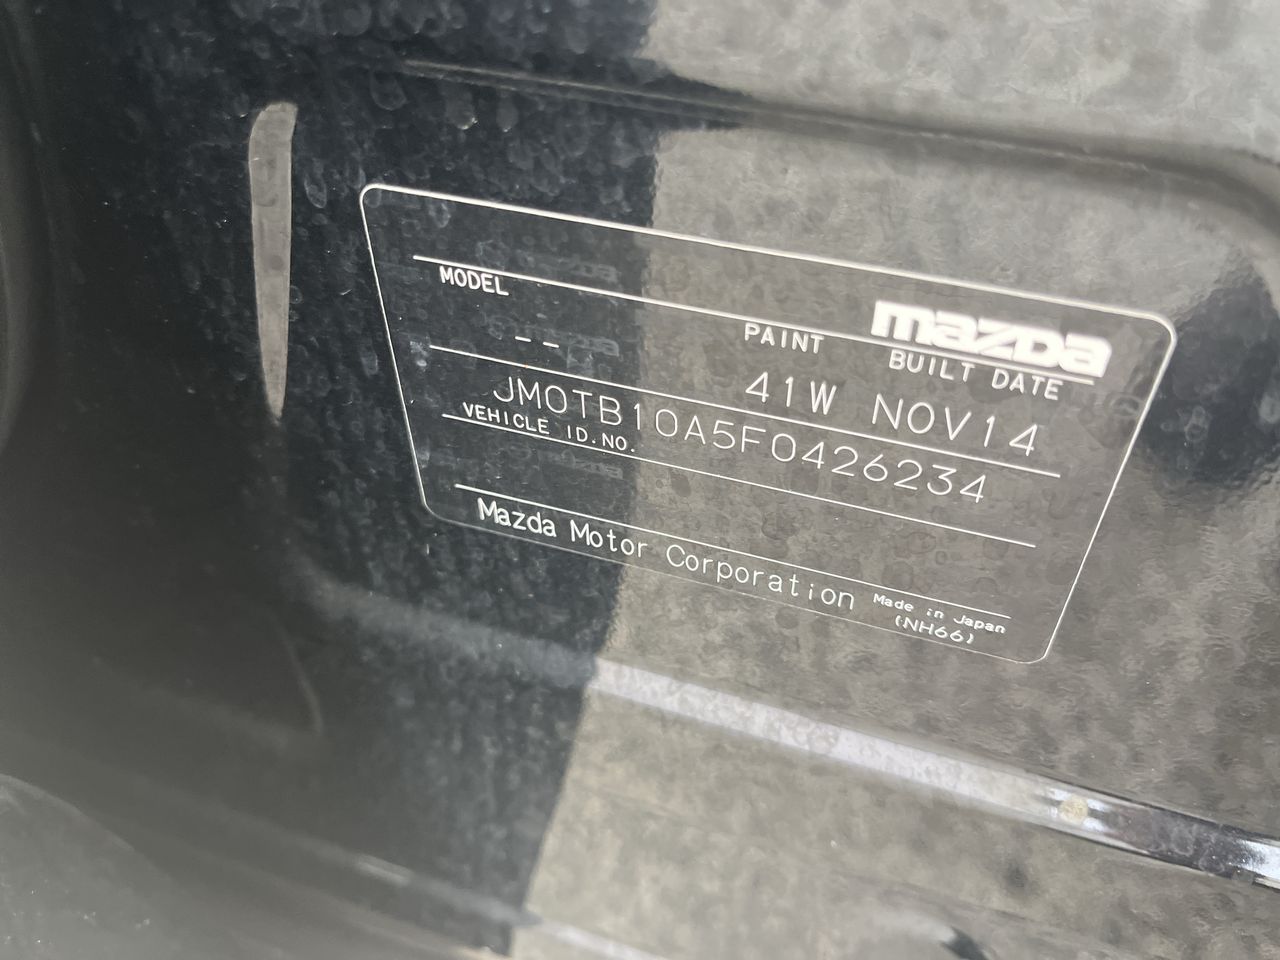 mazda
MODEL PAINT BUILT DATE
-- 41W NOV14
JM0TB10A5F0426234
VEHICLE ID.NO.
Mazda Motor Corporation Made in Japan
(NH66)